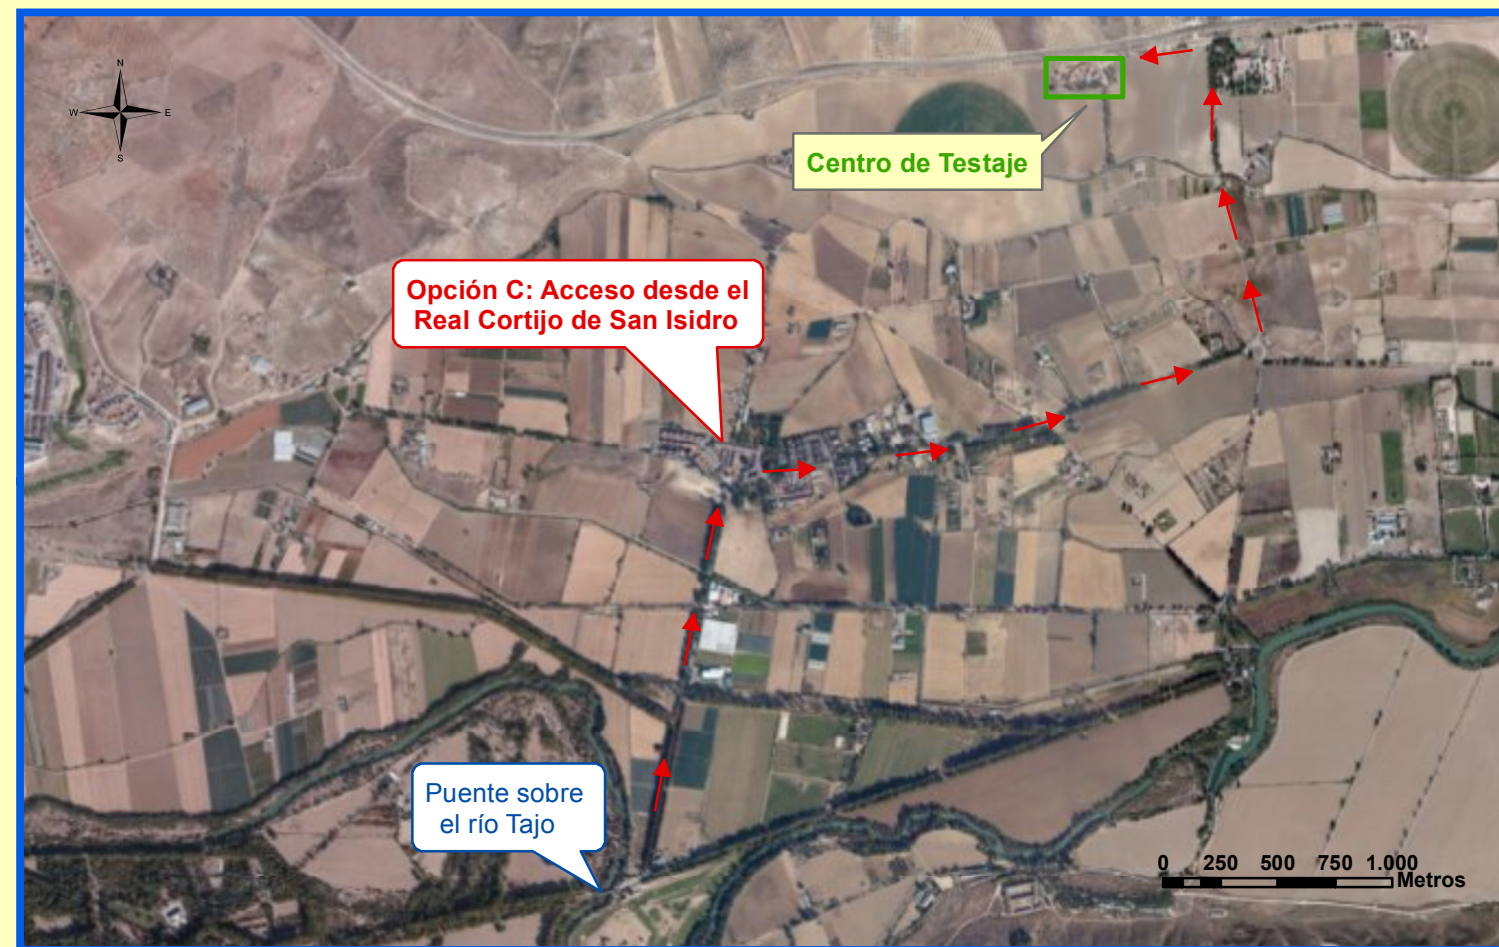 N
W E
S
Centro de Testaje
Opción C: Acceso desde el
Real Cortijo de San Isidro
Puente sobre
el río Tajo
0 250 500 750 1.000
Metros